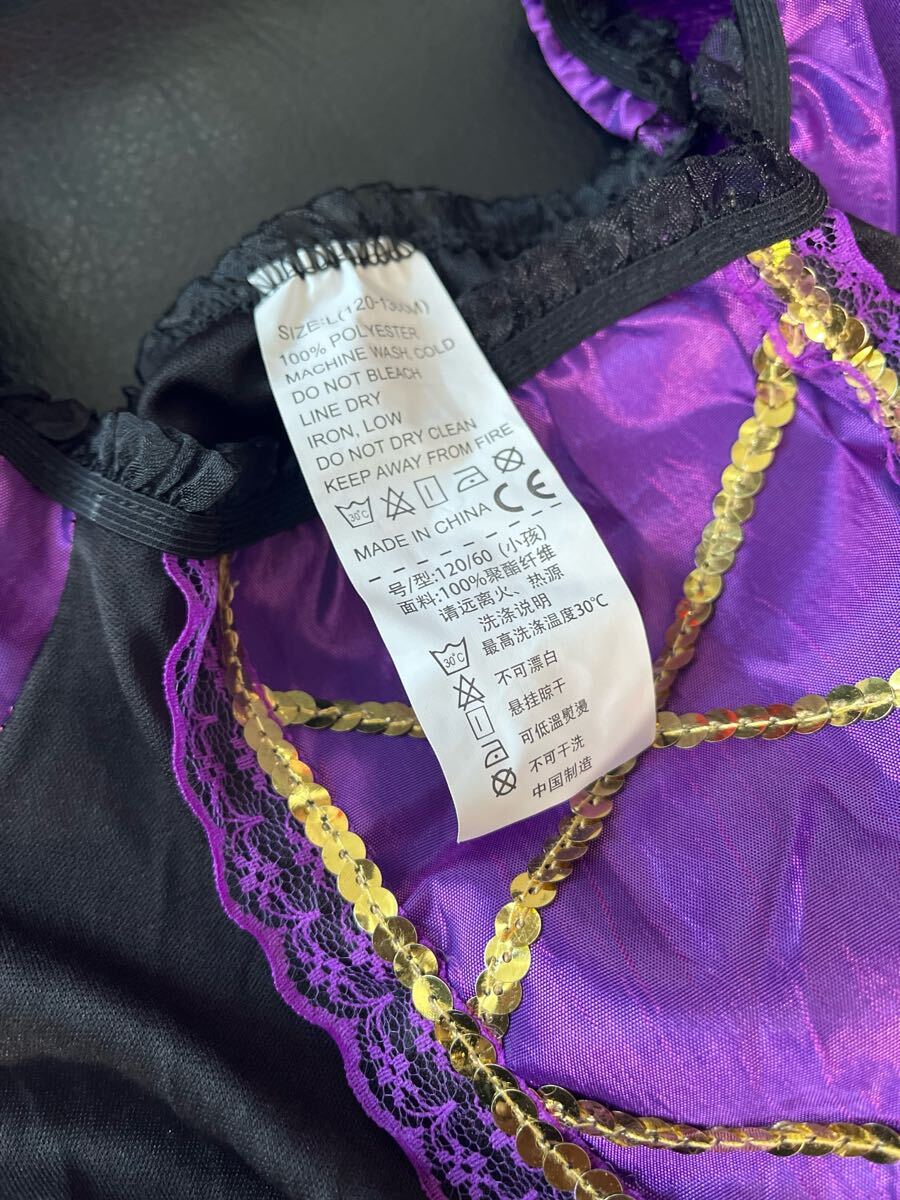 SIZE:L(120-130CM)
100% POLYESTER
MACHINE WASH, COLD
DO NOT BLEACH
LINE DRY
IRON, LOW
DO NOT DRY CLEAN
KEEP AWAY FROM FIRE
30°C
MADE IN CHINA CE
号/型:120/60 (小孩)
面料:100%聚酯纤维
请远离火、热源
洗涤说明
30°C 最高洗涤温度30℃
不可漂白
悬挂晾干
可低溫熨烫
不可干洗
中国制造